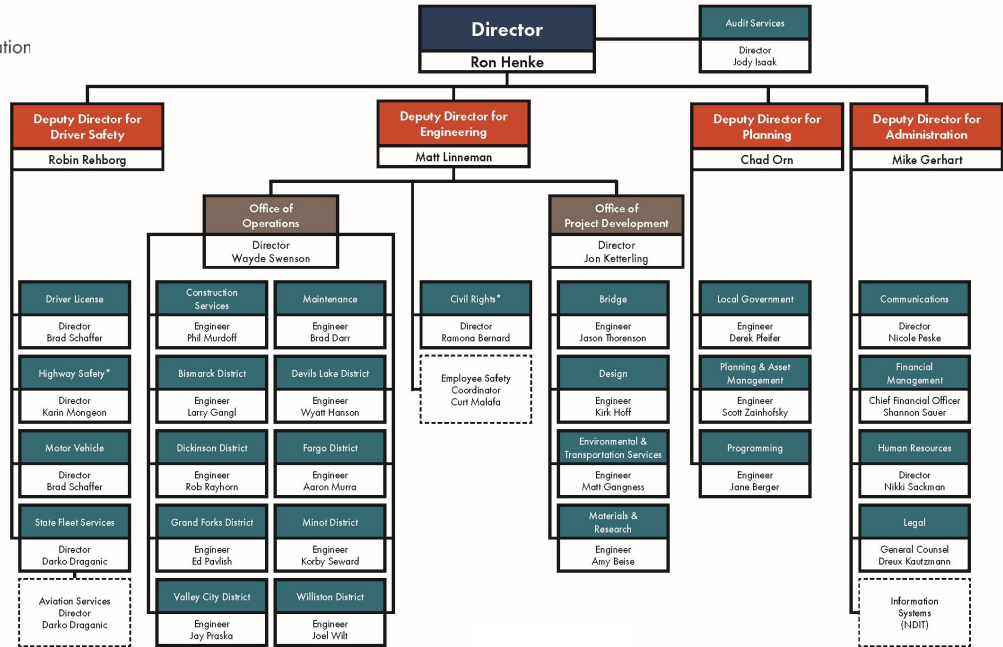 ation
Director
Ron Henke
Audit Services
Director
Jody Isaak
Deputy Director for
Driver Safety
Robin Rehborg
Deputy Director for
Engineering
Matt Linneman
Deputy Director for
Planning
Chad Orn
Deputy Director for
Administration
Mike Gerhart
Office of
Operations
Director
Wayde Swenson
Office of
Project Development
Director
Jon Ketterling
Driver License
Director
Brad Schaffer
Highway Safety*
Director
Karin Mongeon
Motor Vehicle
Director
Brad Schaffer
State Fleet Services
Director
Darko Draganic
Aviation Services
Director
Darko Draganic
Construction
Services
Engineer
Phil Murdoff
Maintenance
Engineer
Brad Darr
Bismarck District
Engineer
Larry Gangl
Devils Lake District
Engineer
Wyatt Hanson
Dickinson District
Engineer
Rob Rayhorn
Fargo District
Engineer
Aaron Murra
Grand Forks District
Engineer
Ed Pavlish
Minot District
Engineer
Korby Seward
Valley City District
Engineer
Jay Praska
Williston District
Engineer
Joel Wilt
Civil Rights*
Director
Ramona Bernard
Employee Safety
Coordinator
Curt Malafa
Bridge
Engineer
Jason Thorenson
Design
Engineer
Kirk Hoff
Environmental &
Transportation Services
Engineer
Matt Gangness
Materials &
Research
Engineer
Amy Beise
Local Government
Engineer
Derek Pfeifer
Planning & Asset
Management
Engineer
Scott Zainhofsky
Programming
Engineer
Jane Berger
Communications
Director
Nicole Peske
Financial
Management
Chief Financial Officer
Shannon Sauer
Human Resources
Director
Nikki Sackman
Legal
General Counsel
Dreux Kautzmann
Information
Systems
(NDIT)